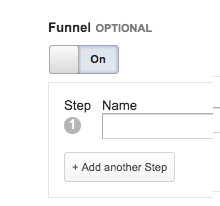 Funnel OPTIONAL
On
Step Name
1
+ Add another Step